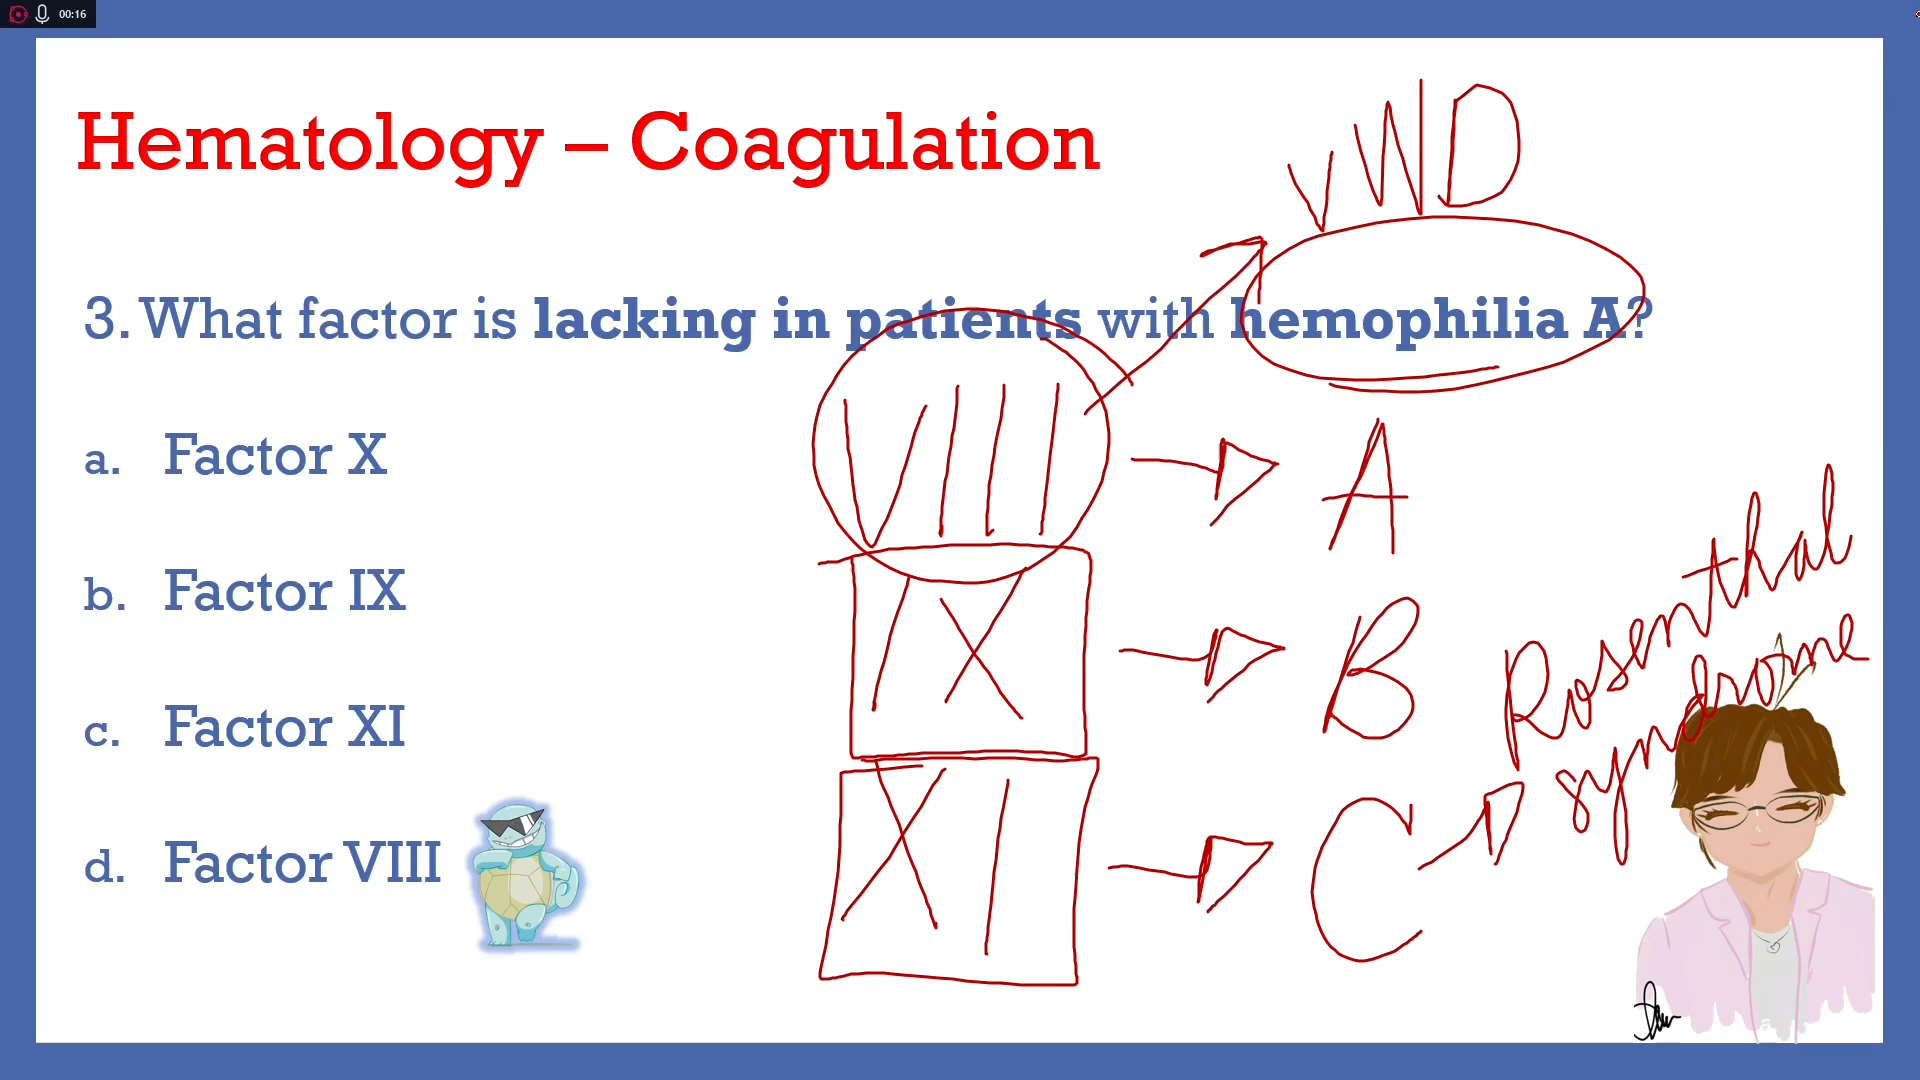 00:16
Hematology – Coagulation
vWD
3. What factor is lacking in patients with hemophilia A?
a. Factor X
b. Factor IX
c. Factor XI
d. Factor VIII
VIII → A
IX → B
XI → C → Rosenthal
syndrome